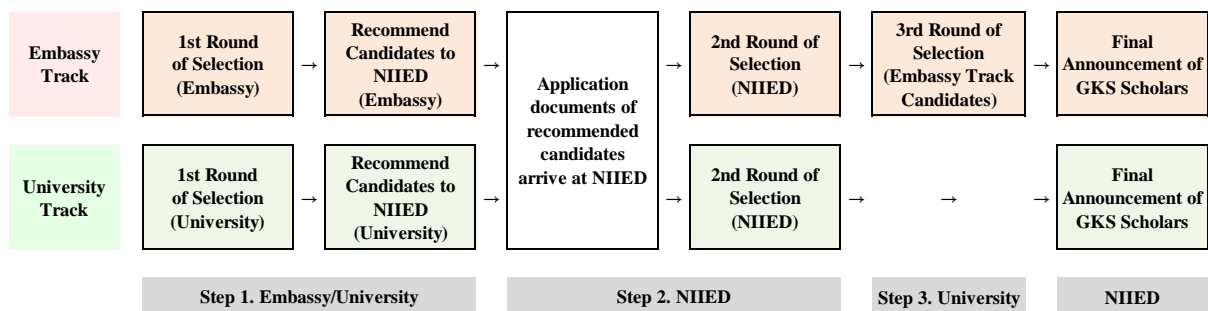 Embassy
Track
1st Round
of Selection
(Embassy)
→
Recommend
Candidates to
NIIED
(Embassy)
→
Application
documents of
recommended
candidates
arrive at NIIED
→
2nd Round of
Selection
(NIIED)
→
3rd Round of
Selection
(Embassy Track
Candidates)
→
Final
Announcement of
GKS Scholars
University
Track
1st Round
of Selection
(University)
→
Recommend
Candidates to
NIIED
(University)
→
→
2nd Round of
Selection
(NIIED)
→
→
→
Final
Announcement of
GKS Scholars
Step 1. Embassy/University
Step 2. NIIED
Step 3. University
NIIED